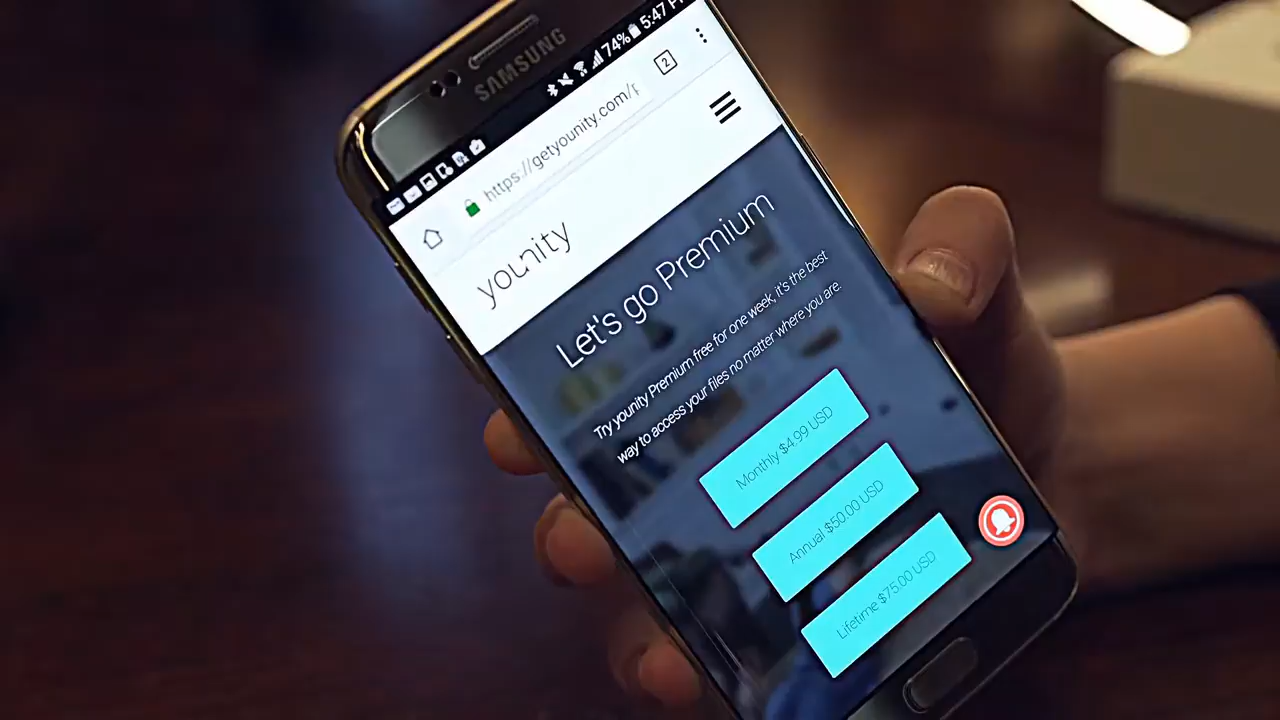 SAMSUNG
74% 5:47 P
https://getyounity.com/p
2
younity
Let's go Premium
Try younity Premium free for one week, it's the best
way to access your files no matter where you are.
Monthly $4.99 USD
Annual $50.00 USD
Lifetime $75.00 USD